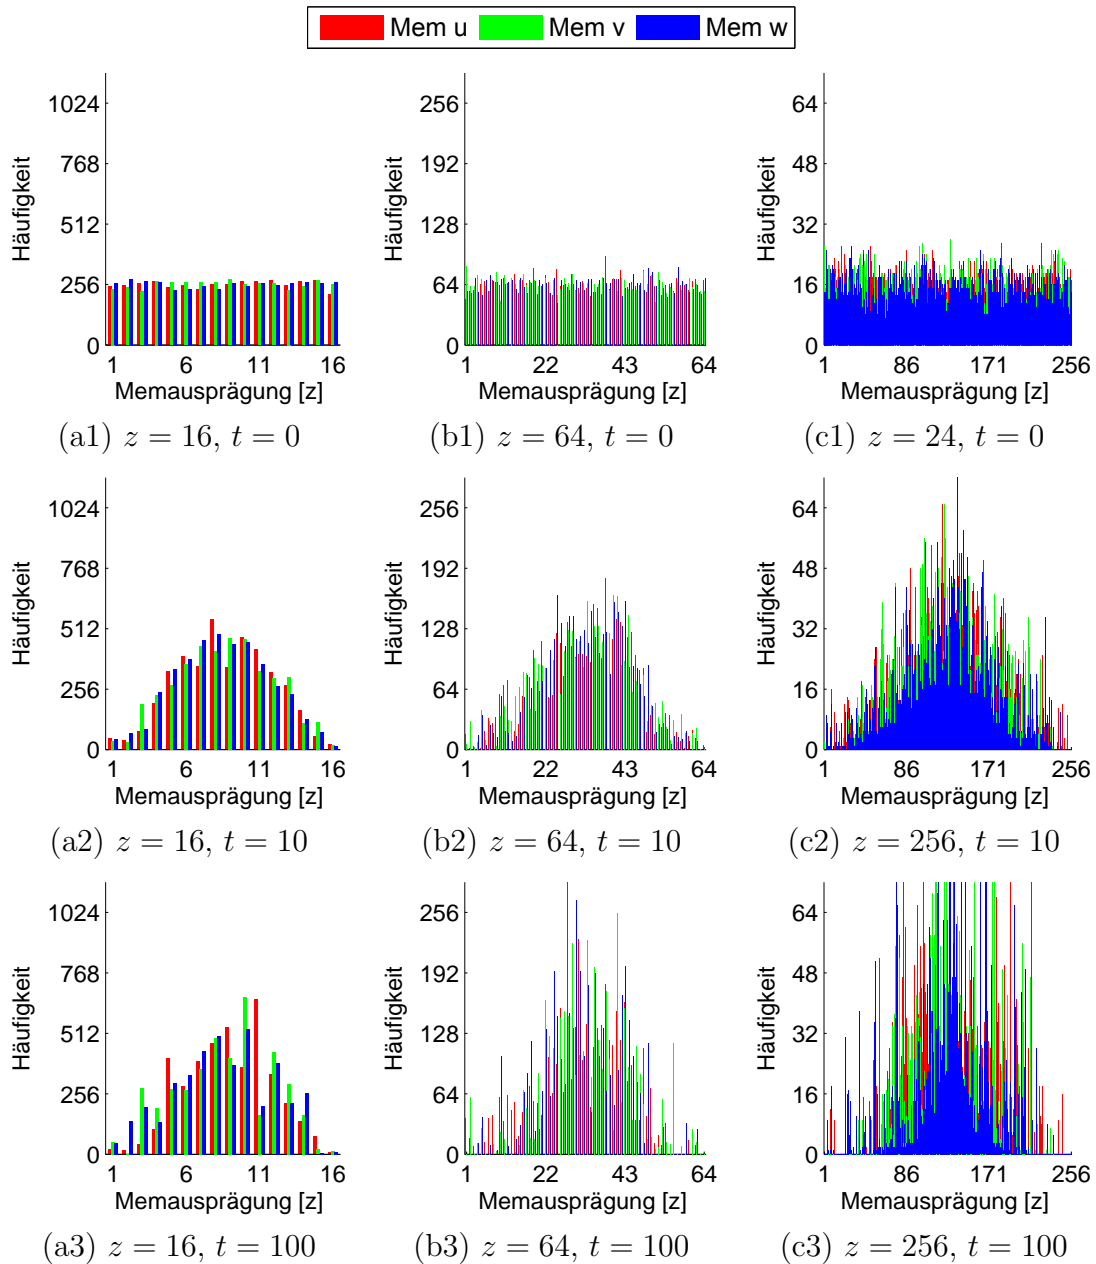 Mem u Mem v Mem w
1024 256 64
768 192 48
512 128 32
256 64 16
0 0 0
Häufigkeit Häufigkeit Häufigkeit
1 6 11 16 1 22 43 64 1 86 171 256
Memausprägung [z] Memausprägung [z] Memausprägung [z]
(a1) z = 16, t = 0 (b1) z = 64, t = 0 (c1) z = 24, t = 0
1024 256 64
768 192 48
512 128 32
256 64 16
0 0 0
Häufigkeit Häufigkeit Häufigkeit
1 6 11 16 1 22 43 64 1 86 171 256
Memausprägung [z] Memausprägung [z] Memausprägung [z]
(a2) z = 16, t = 10 (b2) z = 64, t = 10 (c2) z = 256, t = 10
1024 256 64
768 192 48
512 128 32
256 64 16
0 0 0
Häufigkeit Häufigkeit Häufigkeit
1 6 11 16 1 22 43 64 1 86 171 256
Memausprägung [z] Memausprägung [z] Memausprägung [z]
(a3) z = 16, t = 100 (b3) z = 64, t = 100 (c3) z = 256, t = 100